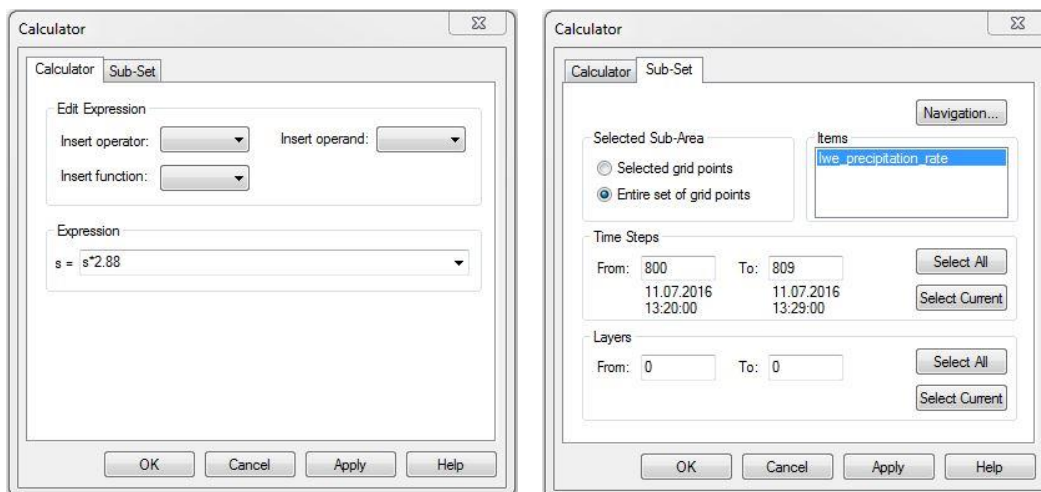 Calculator
Calculator Sub-Set
Edit Expression
Insert operator: Insert operand:
Insert function:
Expression
s = s*2.88
OK Cancel Apply Help
Calculator
Calculator Sub-Set
Navigation...
Selected Sub-Area Items
Selected grid points lwe_precipitation_rate
Entire set of grid points
Time Steps
From: 800 To: 809 Select All
11.07.2016 11.07.2016 Select Current
13:20:00 13:29:00
Layers
From: 0 To: 0 Select All
Select Current
OK Cancel Apply Help